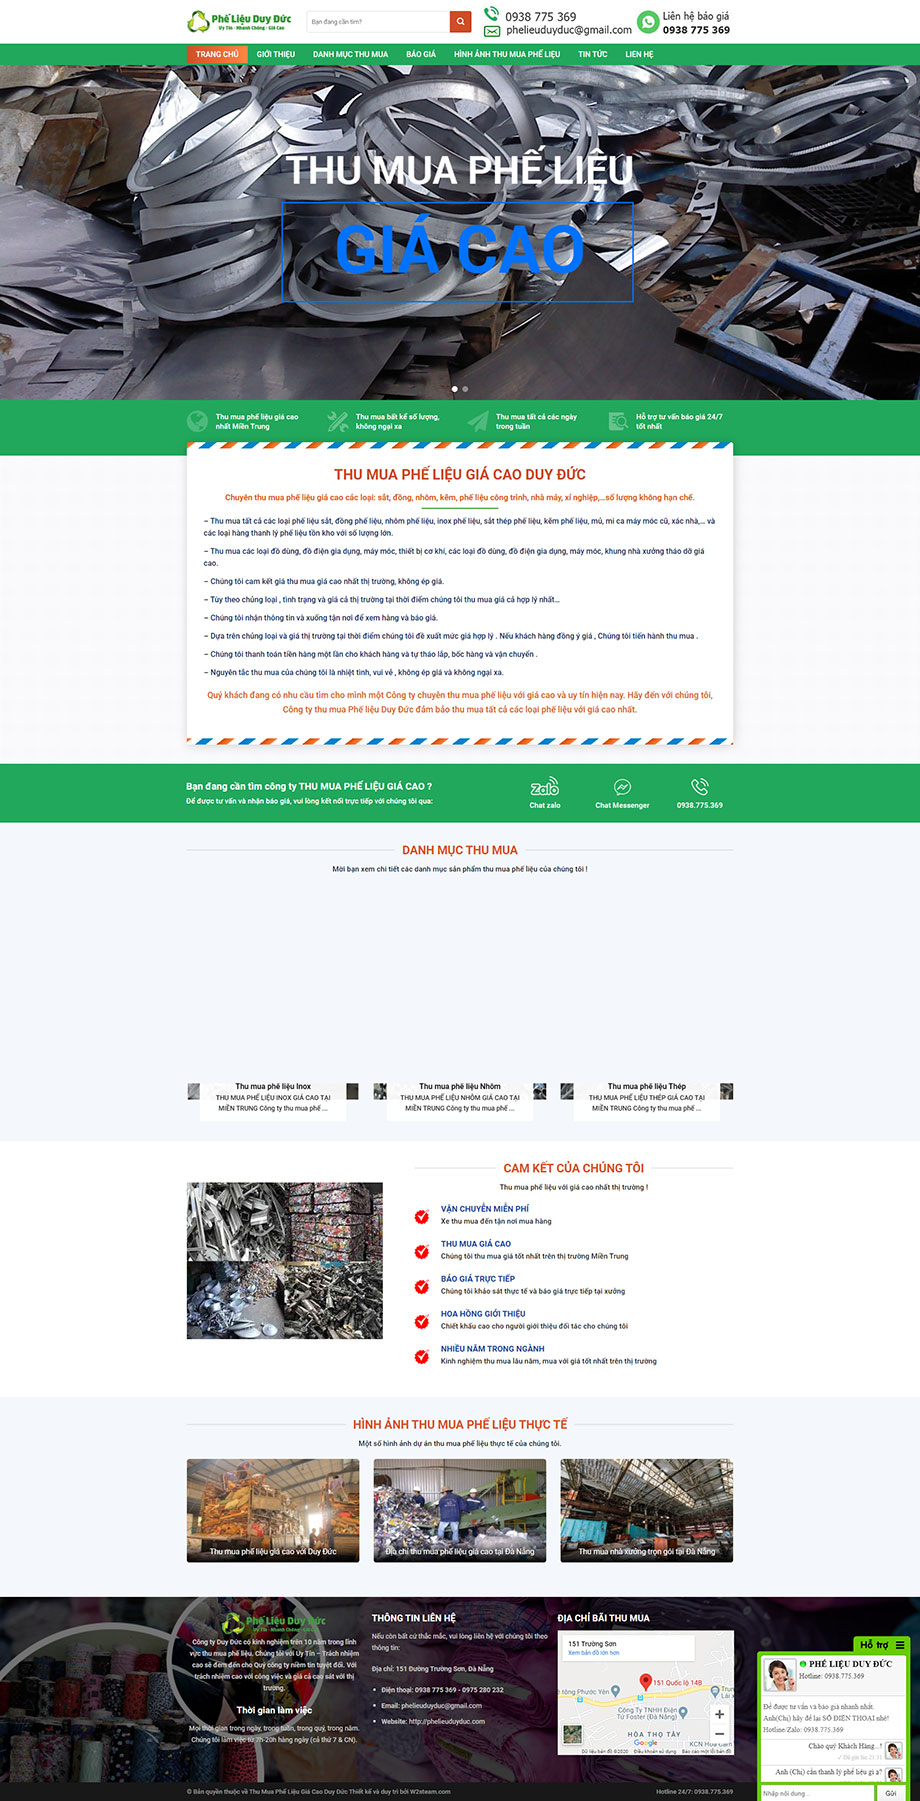 Phế Liệu Duy Đức
Uy Tín - Nhanh Chóng - Giá Cao
Bạn đang cần tìm?
0938 775 369
phelieuduyduc@gmail.com
Liên hệ báo giá
0938 775 369
TRANG CHỦ GIỚI THIỆU DANH MỤC THU MUA BÁO GIÁ HÌNH ẢNH THU MUA PHẾ LIỆU TIN TỨC LIÊN HỆ
THU MUA PHẾ LIỆU
GIÁ CAO
Thu mua phế liệu giá cao
nhất Miền Trung
Thu mua bất kể số lượng,
không ngại xa
Thu mua tất cả các ngày
trong tuần
Hỗ trợ tư vấn báo giá 24/7
tốt nhất
THU MUA PHẾ LIỆU GIÁ CAO DUY ĐỨC
Chuyên thu mua phế liệu giá cao các loại: sắt, đồng, nhôm, kẽm, phế liệu công trình, nhà máy, xí nghiệp,...số lượng không hạn chế.
– Thu mua tất cả các loại phế liệu sắt, đồng phế liệu, nhôm phế liệu, inox phế liệu, sắt thép phế liệu, kẽm phế liệu, mủ, mi ca máy móc cũ, xác nhà,... và
các loại hàng thanh lý phế liệu tồn kho với số lượng lớn.
– Thu mua các loại đồ dùng, đồ điện gia dụng, máy móc, thiết bị cơ khí, các loại đồ dùng, đồ điện gia dụng, máy móc, khung nhà xưởng tháo dỡ giá
cao.
– Chúng tôi cam kết giá thu mua giá cao nhất thị trường, không ép giá.
– Tùy theo chủng loại , tình trạng và giá cả thị trường tại thời điểm chúng tôi thu mua giá cả hợp lý nhất...
– Chúng tôi nhận thông tin và xuống tận nơi để xem hàng và báo giá.
– Dựa trên chủng loại và giá thị trường tại thời điểm chúng tôi đề xuất mức giá hợp lý . Nếu khách hàng đồng ý giá , Chúng tôi tiến hành thu mua .
– Chúng tôi thanh toán tiền hàng một lần cho khách hàng và tự tháo lắp, bốc hàng và vận chuyển .
– Nguyên tắc thu mua của chúng tôi là nhiệt tình, vui vẻ , không ép giá và không ngại xa.
Quý khách đang có nhu cầu tìm cho mình một Công ty chuyên thu mua phế liệu với giá cao và uy tín hiện nay. Hãy đến với chúng tôi,
Công ty thu mua Phế liệu Duy Đức đảm bảo thu mua tất cả các loại phế liệu với giá cao nhất.
Bạn đang cần tìm công ty THU MUA PHẾ LIỆU GIÁ CAO ?
Để được tư vấn và nhận báo giá, vui lòng kết nối trực tiếp với chúng tôi qua:
Zalo
Chat zalo
Chat Messenger
0938.775.369
DANH MỤC THU MUA
Mời bạn xem chi tiết các danh mục sản phẩm thu mua phế liệu của chúng tôi !
Thu mua phế liệu Inox
THU MUA PHẾ LIỆU INOX GIÁ CAO TẠI
MIỀN TRUNG Công ty thu mua phế ...
Thu mua phế liệu Nhôm
THU MUA PHẾ LIỆU NHÔM GIÁ CAO TẠI
MIỀN TRUNG Công ty thu mua phế ...
Thu mua phế liệu Thép
THU MUA PHẾ LIỆU THÉP GIÁ CAO TẠI
MIỀN TRUNG Công ty thu mua phế ...
CAM KẾT CỦA CHÚNG TÔI
Thu mua phế liệu với giá cao nhất thị trường !
VẬN CHUYỂN MIỄN PHÍ
Xe thu mua đến tận nơi mua hàng
THU MUA GIÁ CAO
Chúng tôi thu mua giá tốt nhất trên thị trường Miền Trung
BÁO GIÁ TRỰC TIẾP
Chúng tôi khảo sát thực tế và báo giá trực tiếp tại xưởng
HOA HỒNG GIỚI THIỆU
Chiết khấu cao cho người giới thiệu đối tác cho chúng tôi
NHIỀU NĂM TRONG NGÀNH
Kinh nghiệm thu mua lâu năm, mua với giá tốt nhất trên thị trường
HÌNH ẢNH THU MUA PHẾ LIỆU THỰC TẾ
Một số hình ảnh dự án thu mua phế liệu thực tế của chúng tôi.
Thu mua phế liệu giá cao với Duy Đức
Địa chỉ thu mua phế liệu giá cao tại Đà Nẵng
Thu mua nhà xưởng trọn gói tại Đà Nẵng
Phế Liệu Duy Đức
Uy Tín - Nhanh Chóng - Giá Cao
Công ty Duy Đức có kinh nghiệm trên 10 năm trong lĩnh
vực thu mua phế liệu. Chúng tôi với Uy Tín – Trách nhiệm
cao sẽ đem đến cho Quý công ty niềm tin tuyệt đối. Với
trách nhiệm cao với công việc và giá cả cao sát với thị
trường.
Thời gian làm việc
Mọi thời gian trong ngày, trong tuần, trong quý, trong năm.
Chúng tôi làm việc từ 7h-20h hàng ngày (cả thứ 7 & CN).
THÔNG TIN LIÊN HỆ
Nếu còn bất cứ thắc mắc, vui lòng liên hệ với chúng tôi theo
thông tin:
Địa chỉ: 151 Đường Trường Sơn, Đà Nẵng
Điện thoại: 0938 775 369 - 0975 280 232
Email: phelieuduyduc@gmail.com
Website: http://phelieuduyduc.com
ĐỊA CHỈ BÃI THU MUA
151 Trường Sơn
Xem bản đồ lớn hơn
151 Quốc lộ 14B
Công Ty TNHH Điện
Tử Foster (Đà Nẵng)
HÒA THỌ TÂY
Google
Dữ liệu bản đồ ©2020 Điều khoản sử dụng Báo cáo một lỗi bản đồ
Hỗ trợ
PHẾ LIỆU DUY ĐỨC
Hotline: 0938.775.369
Để được tư vấn và báo giá nhanh nhất.
Anh(Chị) hãy để lại SỐ ĐIỆN THOẠI nhé!
Hotline/Zalo: 0938.775.369
Chào quý Khách Hàng...!
Anh (Chị) cần thanh lý phế liệu gì ạ?
Nhập nội dung...
Gửi
© Bản quyền thuộc về Thu Mua Phế Liệu Giá Cao Duy Đức Thiết kế và duy trì bởi W2steam.com
Hotline 24/7: 0938.775.369